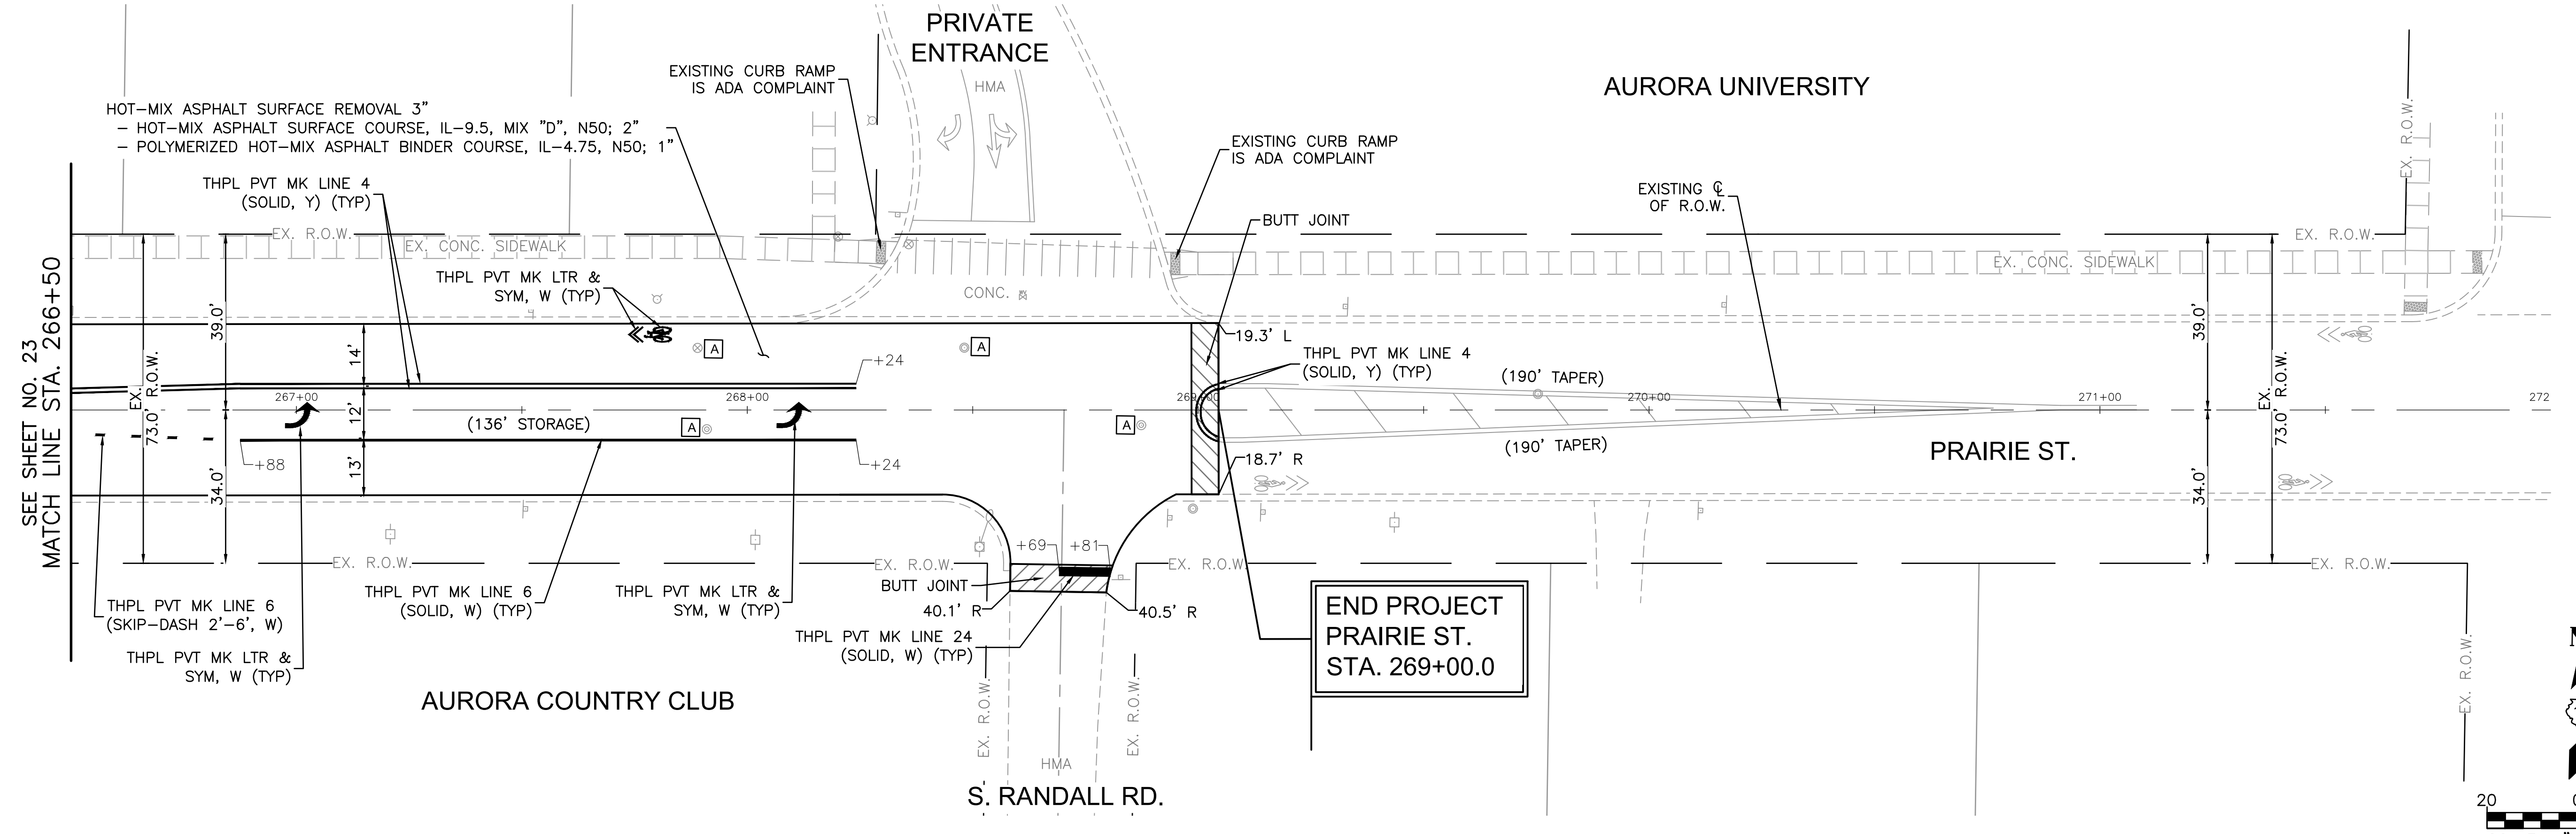 PRIVATE
ENTRANCE
HMA
AURORA UNIVERSITY
EXISTING CURB RAMP
IS ADA COMPLAINT
HOT-MIX ASPHALT SURFACE REMOVAL 3"
- HOT-MIX ASPHALT SURFACE COURSE, IL-9.5, MIX "D", N50; 2"
- POLYMERIZED HOT-MIX ASPHALT BINDER COURSE, IL-4.75, N50; 1"
EXISTING CURB RAMP
IS ADA COMPLAINT
THPL PVT MK LINE 4
(SOLID, Y) (TYP)
EXISTING ℄
OF R.O.W.
BUTT JOINT
EX. R.O.W.
EX. R.O.W.
EX. R.O.W.
EX. CONC. SIDEWALK
EX. CONC. SIDEWALK
THPL PVT MK LTR &
SYM, W (TYP)
CONC.
SEE SHEET NO. 23
MATCH LINE STA. 266+50
EX.
73.0' R.O.W.
39.0'
34.0'
14'
12'
13'
A
A
A
A
+24
+24
+88
19.3' L
THPL PVT MK LINE 4
(SOLID, Y) (TYP)
(190' TAPER)
(190' TAPER)
267+00
268+00
269+00
270+00
271+00
272
(136' STORAGE)
18.7' R
PRAIRIE ST.
39.0'
34.0'
EX.
73.0' R.O.W.
EX. R.O.W.
EX. R.O.W.
EX. R.O.W.
EX. R.O.W.
+69
+81
BUTT JOINT
40.1' R
40.5' R
THPL PVT MK LINE 6
(SKIP-DASH 2'-6', W)
THPL PVT MK LINE 6
(SOLID, W) (TYP)
THPL PVT MK LTR &
SYM, W (TYP)
THPL PVT MK LINE 24
(SOLID, W) (TYP)
THPL PVT MK LTR &
SYM, W (TYP)
END PROJECT
PRAIRIE ST.
STA. 269+00.0
AURORA COUNTRY CLUB
EX. R.O.W.
EX. R.O.W.
EX. R.O.W.
HMA
S. RANDALL RD.
20